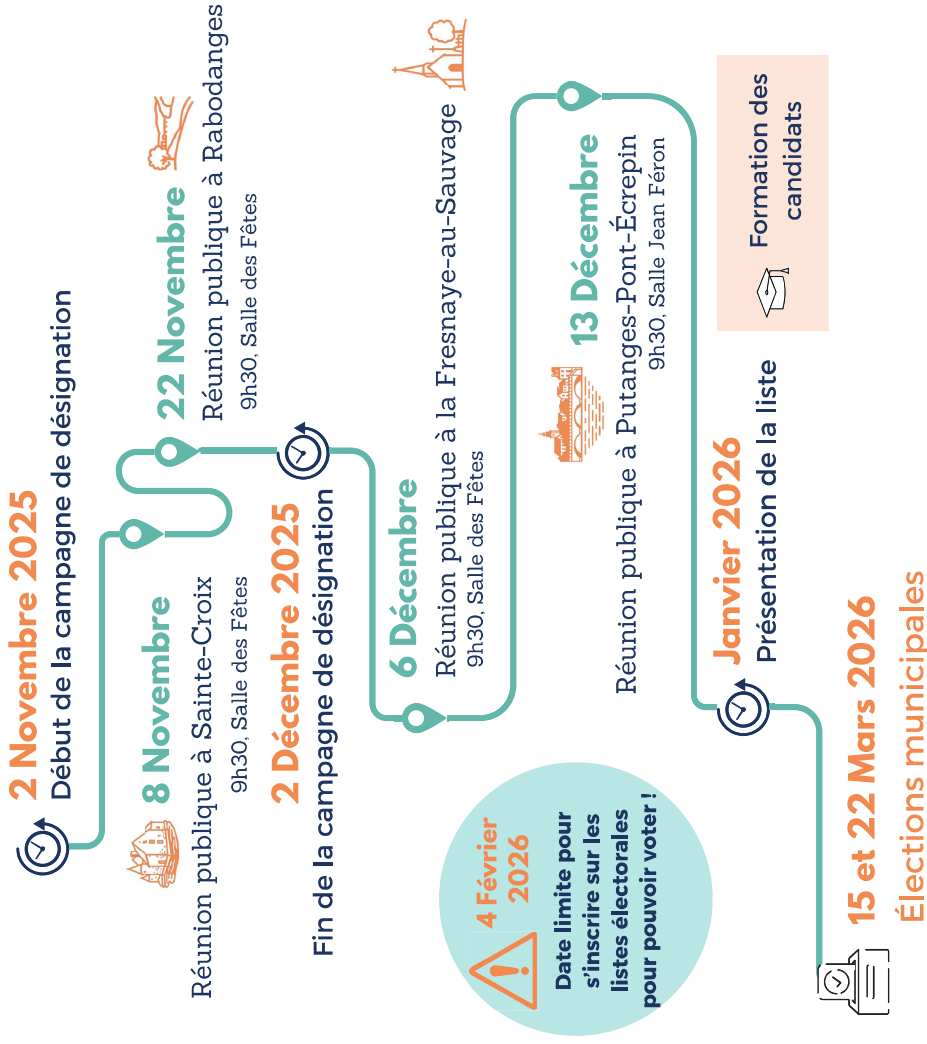 2 Novembre 2025
Début de la campagne de désignation
8 Novembre
Réunion publique à Sainte-Croix
9h30, Salle des Fêtes
22 Novembre
Réunion publique à Rabodanges
9h30, Salle des Fêtes
2 Décembre 2025
Fin de la campagne de désignation
6 Décembre
Réunion publique à la Fresnaye-au-Sauvage
9h30, Salle des Fêtes
13 Décembre
Réunion publique à Putanges-Pont-Écrepin
9h30, Salle Jean Féron
4 Février
2026
Date limite pour
s'inscrire sur les
listes électorales
pour pouvoir voter !
Janvier 2026
Présentation de la liste
Formation des
candidats
15 et 22 Mars 2026
Élections municipales